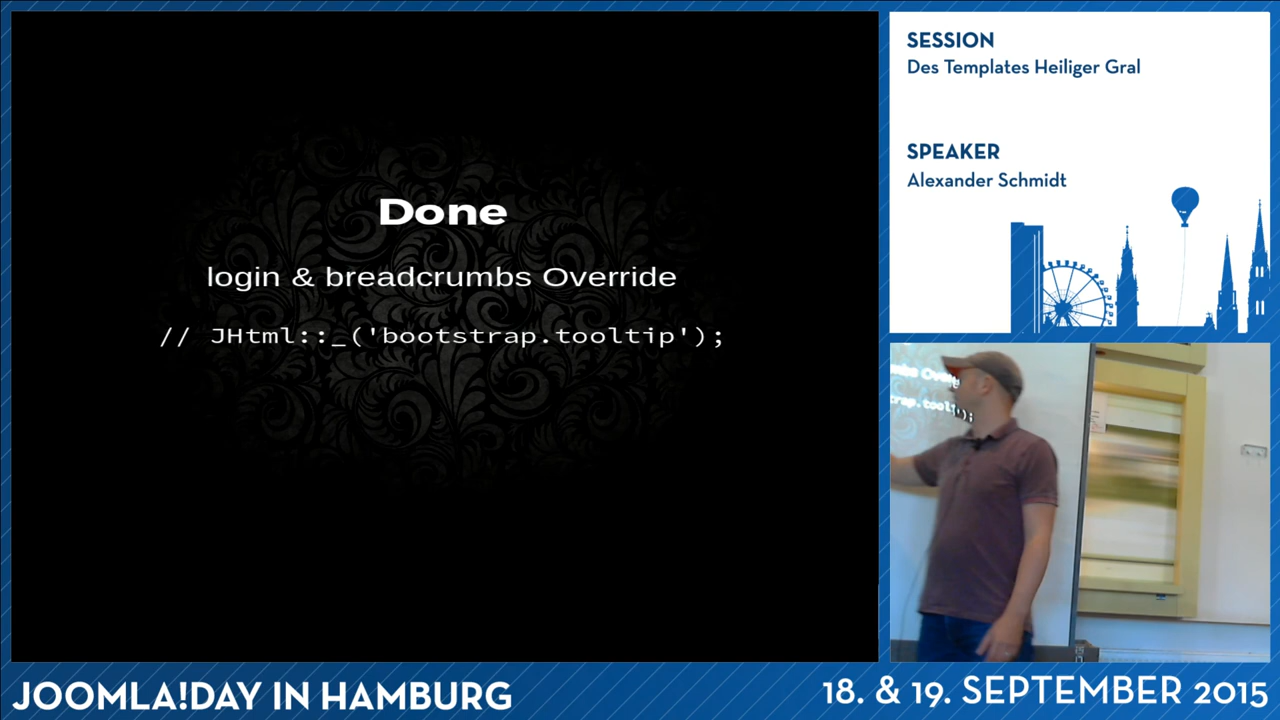 Done
login & breadcrumbs Override
// JHtml::_('bootstrap.tooltip');
SESSION
Des Templates Heiliger Gral
SPEAKER
Alexander Schmidt
JOOMLA!DAY IN HAMBURG
18. & 19. SEPTEMBER 2015